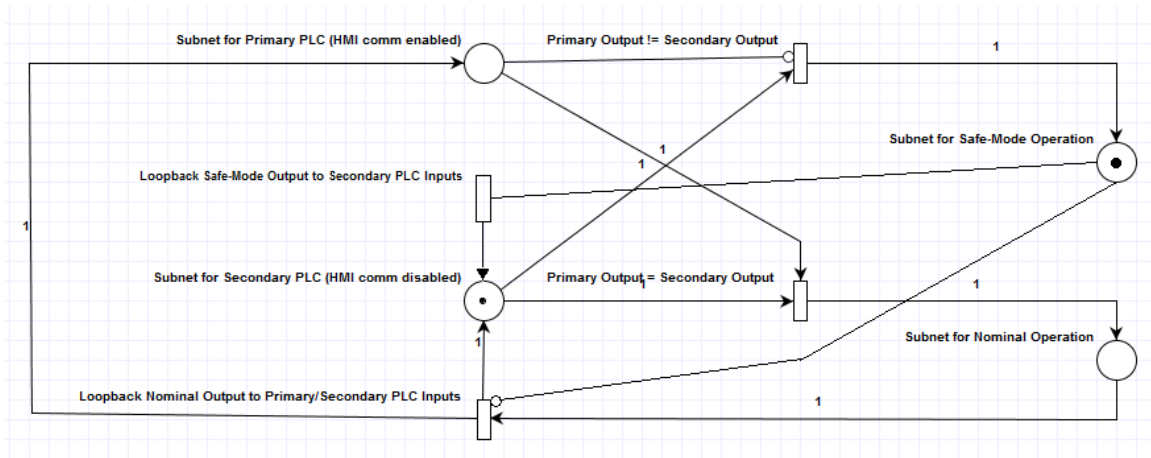 Subnet for Primary PLC (HMI comm enabled)
Primary Output != Secondary Output
1
Subnet for Safe-Mode Operation
1
1
Loopback Safe-Mode Output to Secondary PLC Inputs
1
Subnet for Secondary PLC (HMI comm disabled)
Primary Output = Secondary Output
1
1
Subnet for Nominal Operation
1
Loopback Nominal Output to Primary/Secondary PLC Inputs
1